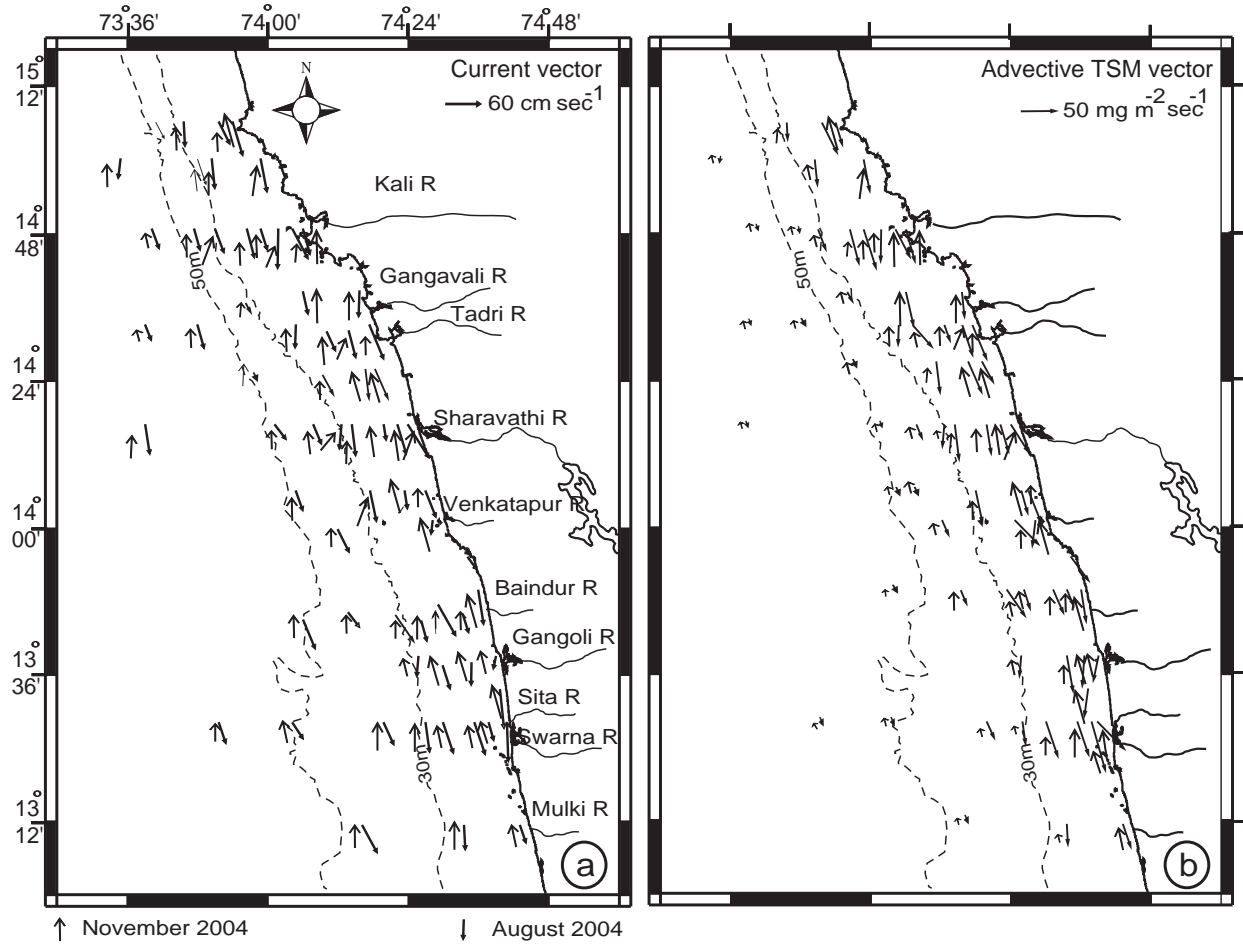 73°36' 74°00' 74°24' 74°48'
N
Current vector
60 cm sec-1
Advective TSM vector
50 mg m-2 sec-1
15°
12'
Kali R
14°
48'
50m
50m
Gangavali R
Tadri R
14°
24'
Sharavathi R
Venkatapur R
14°
00'
Baindur R
Gangoli R
13°
36'
Sita R
Swarna R
30m
30m
Mulki R
13°
12'
a
b
November 2004
August 2004